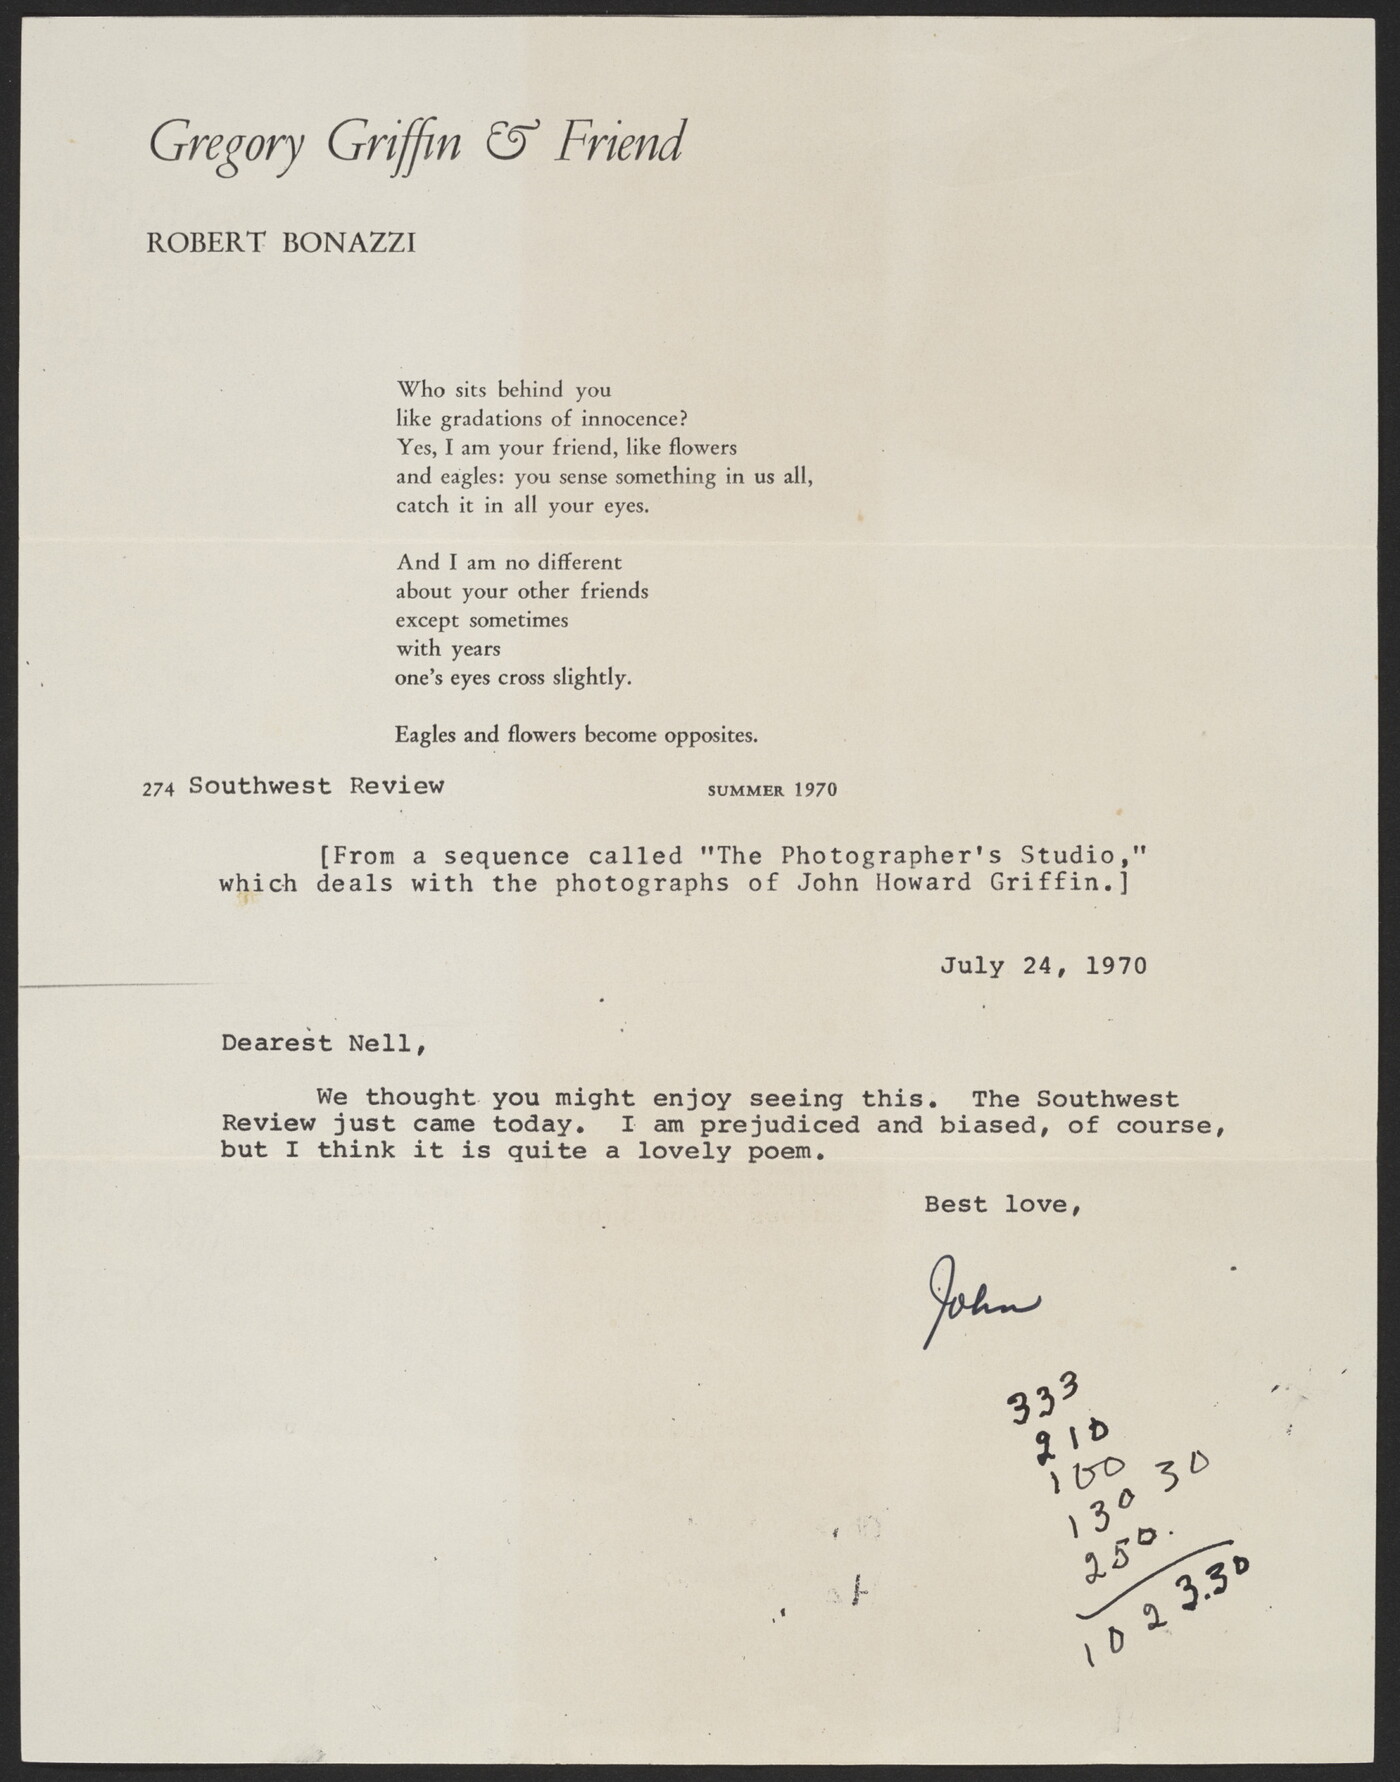 Gregory Griffin & Friend
ROBERT BONAZZI
Who sits behind you
like gradations of innocence?
Yes, I am your friend, like flowers
and eagles: you sense something in us all,
catch it in all your eyes.
And I am no different
about your other friends
except sometimes
with years
one's eyes cross slightly.
Eagles and flowers become opposites.
274 Southwest Review SUMMER 1970
[From a sequence called "The Photographer's Studio,"
which deals with the photographs of John Howard Griffin.]
July 24, 1970
Dearest Nell,
We thought you might enjoy seeing this. The Southwest
Review just came today. I am prejudiced and biased, of course,
but I think it is quite a lovely poem.
Best love,
John
333
210
100
130 30
250.
1023.30